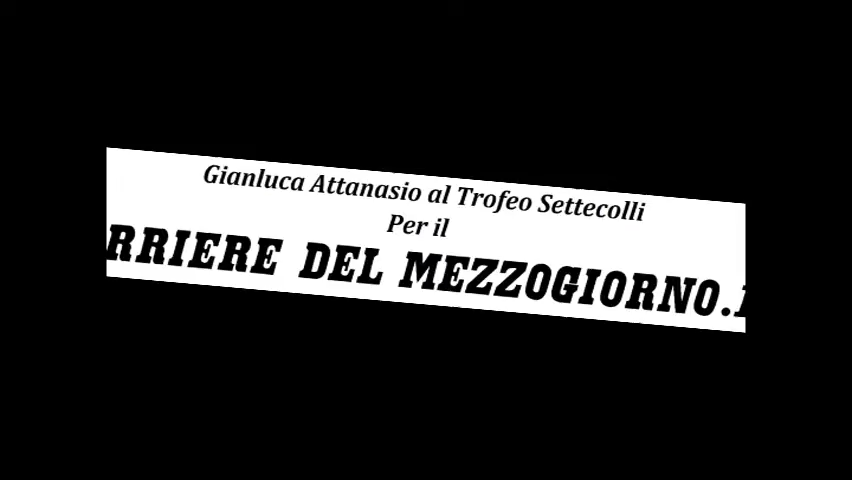 Gianluca Attanasio al Trofeo Settecolli
Per il
RRIERE DEL MEZZOGIORNO.